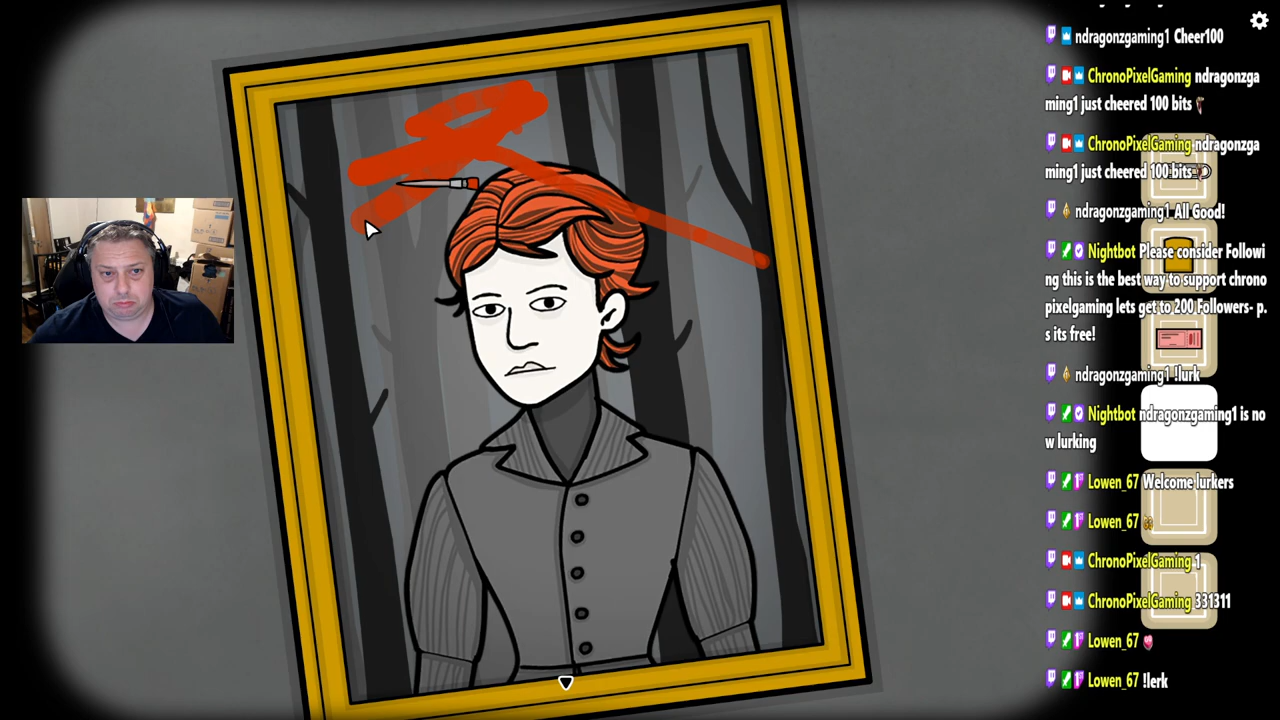 ndragonzgaming1 Cheer100
ChronoPixelGaming ndragonzga
ming1 just cheered 100 bits
ChronoPixelGaming ndragonzga
ming1 just cheered 100 bits
ndragonzgaming1 All Good!
Nightbot Please consider Followi
ng this is the best way to support chrono
pixelgaming lets get to 200 Followers- p.
s its free!
ndragonzgaming1 !lurk
Nightbot ndragonzgaming1 is no
w lurking
Lowen_67 Welcome lurkers
Lowen_67
ChronoPixelGaming 1
ChronoPixelGaming 331311
Lowen_67
Lowen_67 !lerk